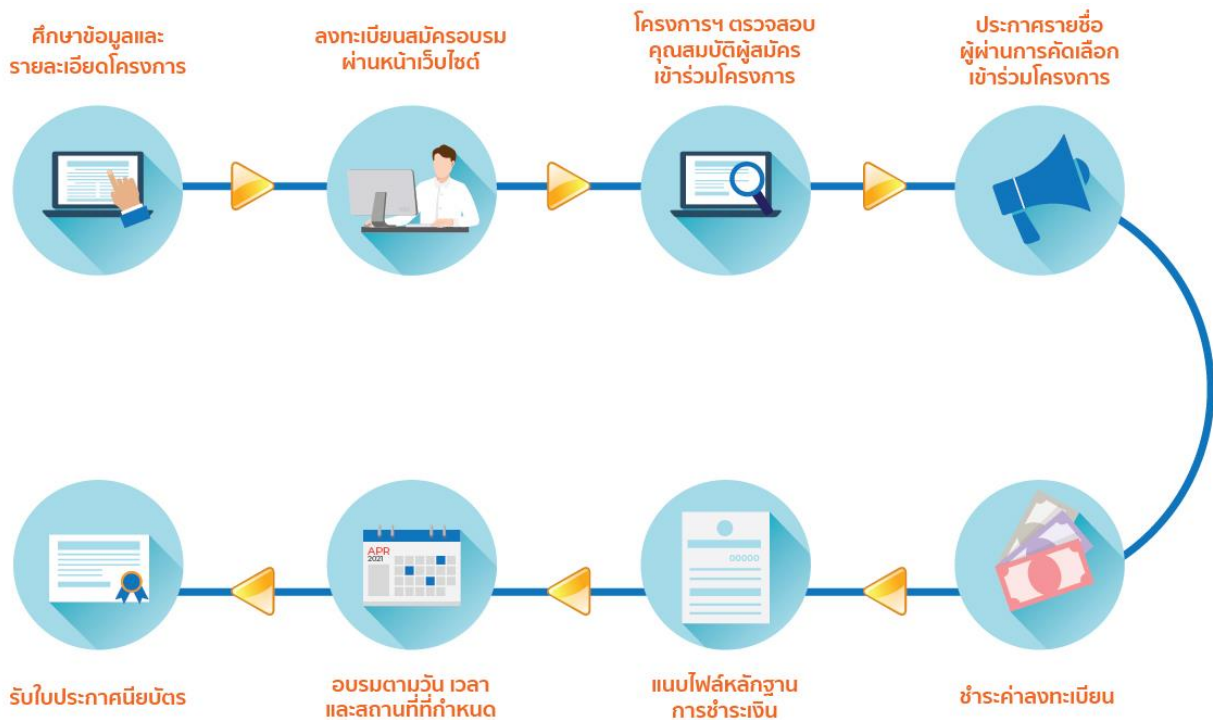 ศึกษาข้อมูลและ
รายละเอียดโครงการ
ลงทะเบียนสมัครอบรม
ผ่านหน้าเว็บไซต์
โครงการฯ ตรวจสอบ
คุณสมบัติผู้สมัคร
เข้าร่วมโครงการ
ประกาศรายชื่อ
ผู้ผ่านการคัดเลือก
เข้าร่วมโครงการ
APR
2021
รับใบประกาศนียบัตร
อบรมตามวัน เวลา
และสถานที่ที่กำหนด
แนบไฟล์หลักฐาน
การชำระเงิน
ชำระค่าลงทะเบียน